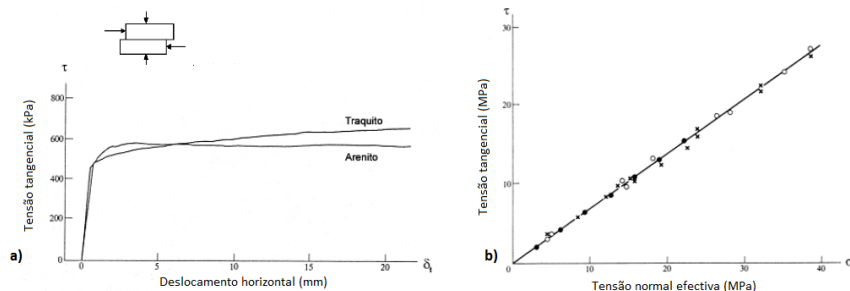 τ
Tensão tangencial (kPa)
800
600
400
200
0
Traquito
Arenito
0
5
10
15
20
δt
Deslocamento horizontal (mm)
a)
τ
Tensão tangencial (MPa)
30
20
10
0
10
20
30
40
Tensão normal efectiva (MPa)
b)